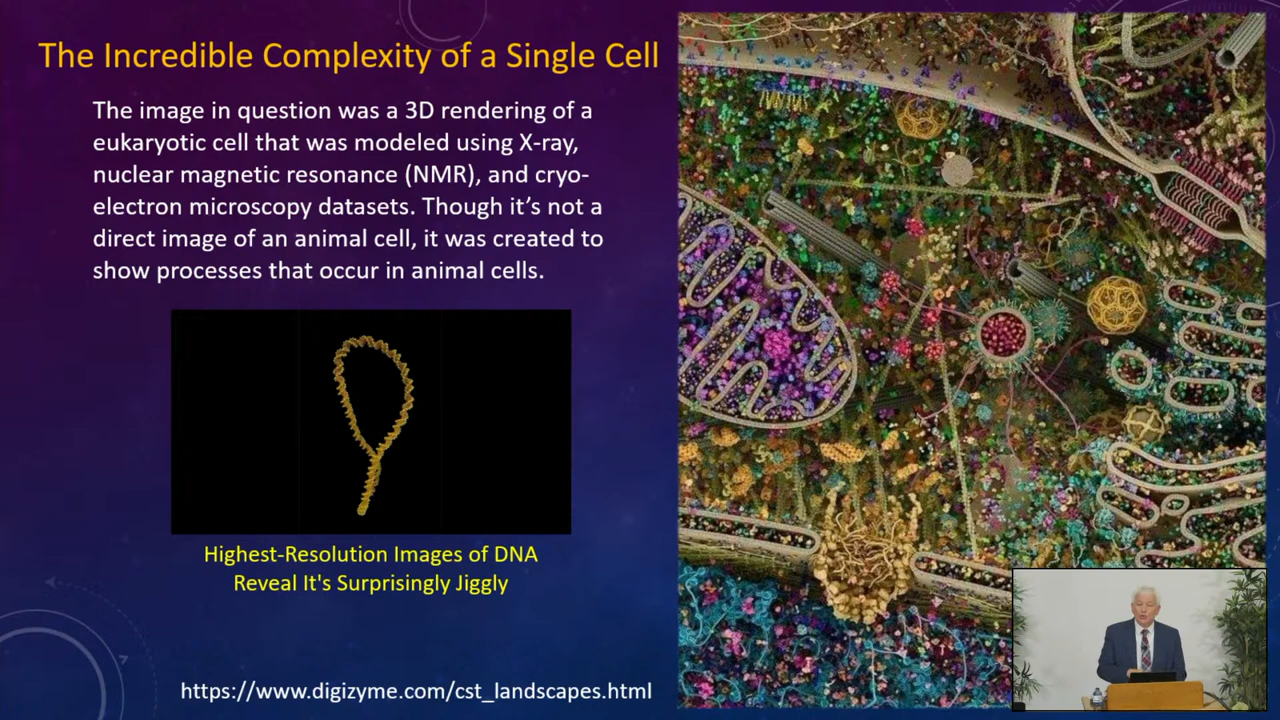 The Incredible Complexity of a Single Cell
The image in question was a 3D rendering of a
eukaryotic cell that was modeled using X-ray,
nuclear magnetic resonance (NMR), and cryo-
electron microscopy datasets. Though it’s not a
direct image of an animal cell, it was created to
show processes that occur in animal cells.
Highest-Resolution Images of DNA
Reveal It's Surprisingly Jiggly
https://www.digizyme.com/cst_landscapes.html